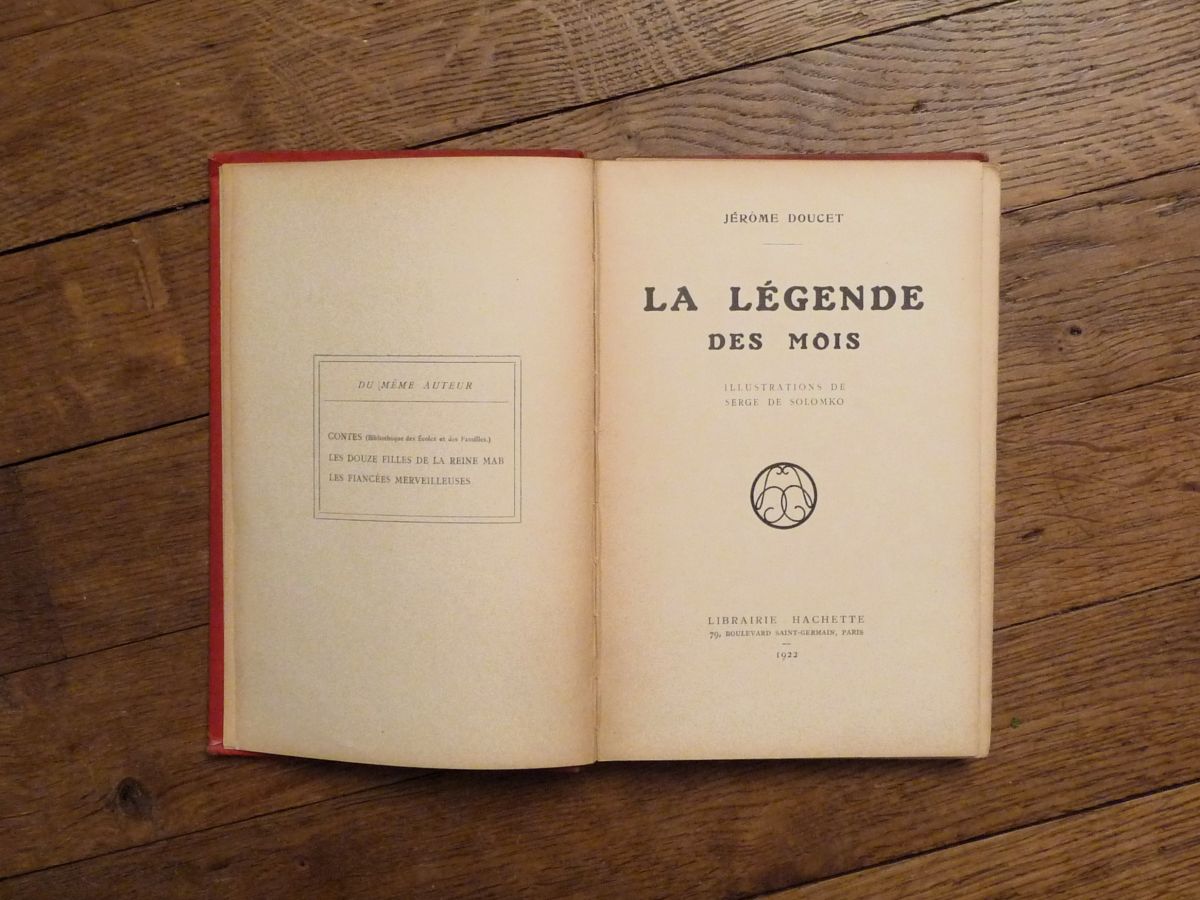 DU MÊME AUTEUR
CONTES (Bibliothèque des Écoles et des Familles.)
LES DOUZE FILLES DE LA REINE MAB
LES FIANCÉES MERVEILLEUSES
JÉRÔME DOUCET
LA LÉGENDE
DES MOIS
ILLUSTRATIONS DE
SERGE DE SOLOMKO
LIBRAIRIE HACHETTE
79, BOULEVARD SAINT-GERMAIN, PARIS
1922